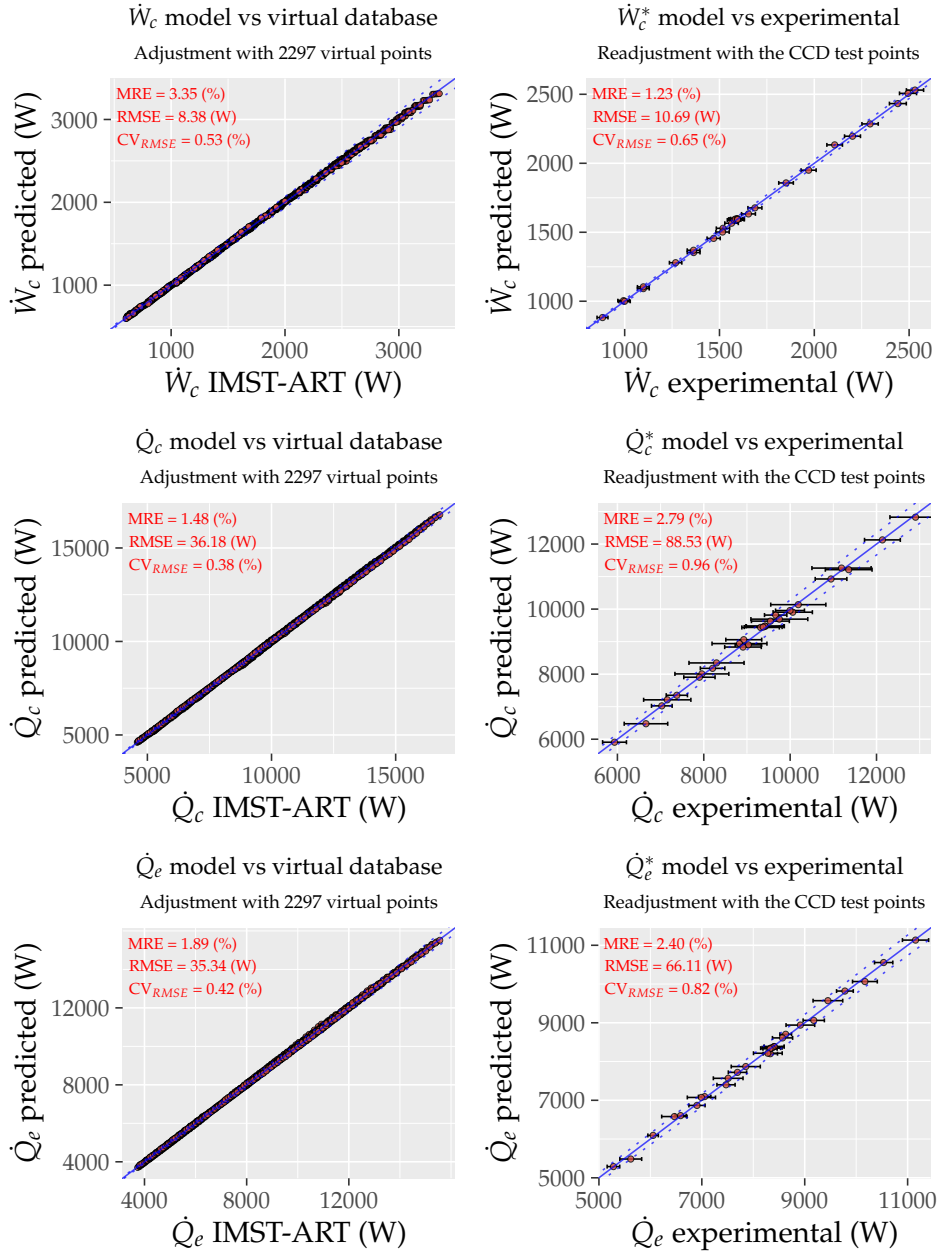 Ẇc model vs virtual database
Adjustment with 2297 virtual points
MRE = 3.35 (%)
RMSE = 8.38 (W)
CVRMSE = 0.53 (%)
Ẇc predicted (W)
3000
2000
1000
1000 2000 3000
Ẇc IMST-ART (W)
Ẇc* model vs experimental
Readjustment with the CCD test points
MRE = 1.23 (%)
RMSE = 10.69 (W)
CVRMSE = 0.65 (%)
Ẇc predicted (W)
2500
2000
1500
1000
1000 1500 2000 2500
Ẇc experimental (W)
Q̇c model vs virtual database
Adjustment with 2297 virtual points
MRE = 1.48 (%)
RMSE = 36.18 (W)
CVRMSE = 0.38 (%)
Q̇c predicted (W)
15000
10000
5000
5000 10000 15000
Q̇c IMST-ART (W)
Q̇c* model vs experimental
Readjustment with the CCD test points
MRE = 2.79 (%)
RMSE = 88.53 (W)
CVRMSE = 0.96 (%)
Q̇c predicted (W)
12000
10000
8000
6000
6000 8000 10000 12000
Q̇c experimental (W)
Q̇e model vs virtual database
Adjustment with 2297 virtual points
MRE = 1.89 (%)
RMSE = 35.34 (W)
CVRMSE = 0.42 (%)
Q̇e predicted (W)
12000
8000
4000
4000 8000 12000
Q̇e IMST-ART (W)
Q̇e* model vs experimental
Readjustment with the CCD test points
MRE = 2.40 (%)
RMSE = 66.11 (W)
CVRMSE = 0.82 (%)
Q̇e predicted (W)
11000
9000
7000
5000
5000 7000 9000 11000
Q̇e experimental (W)